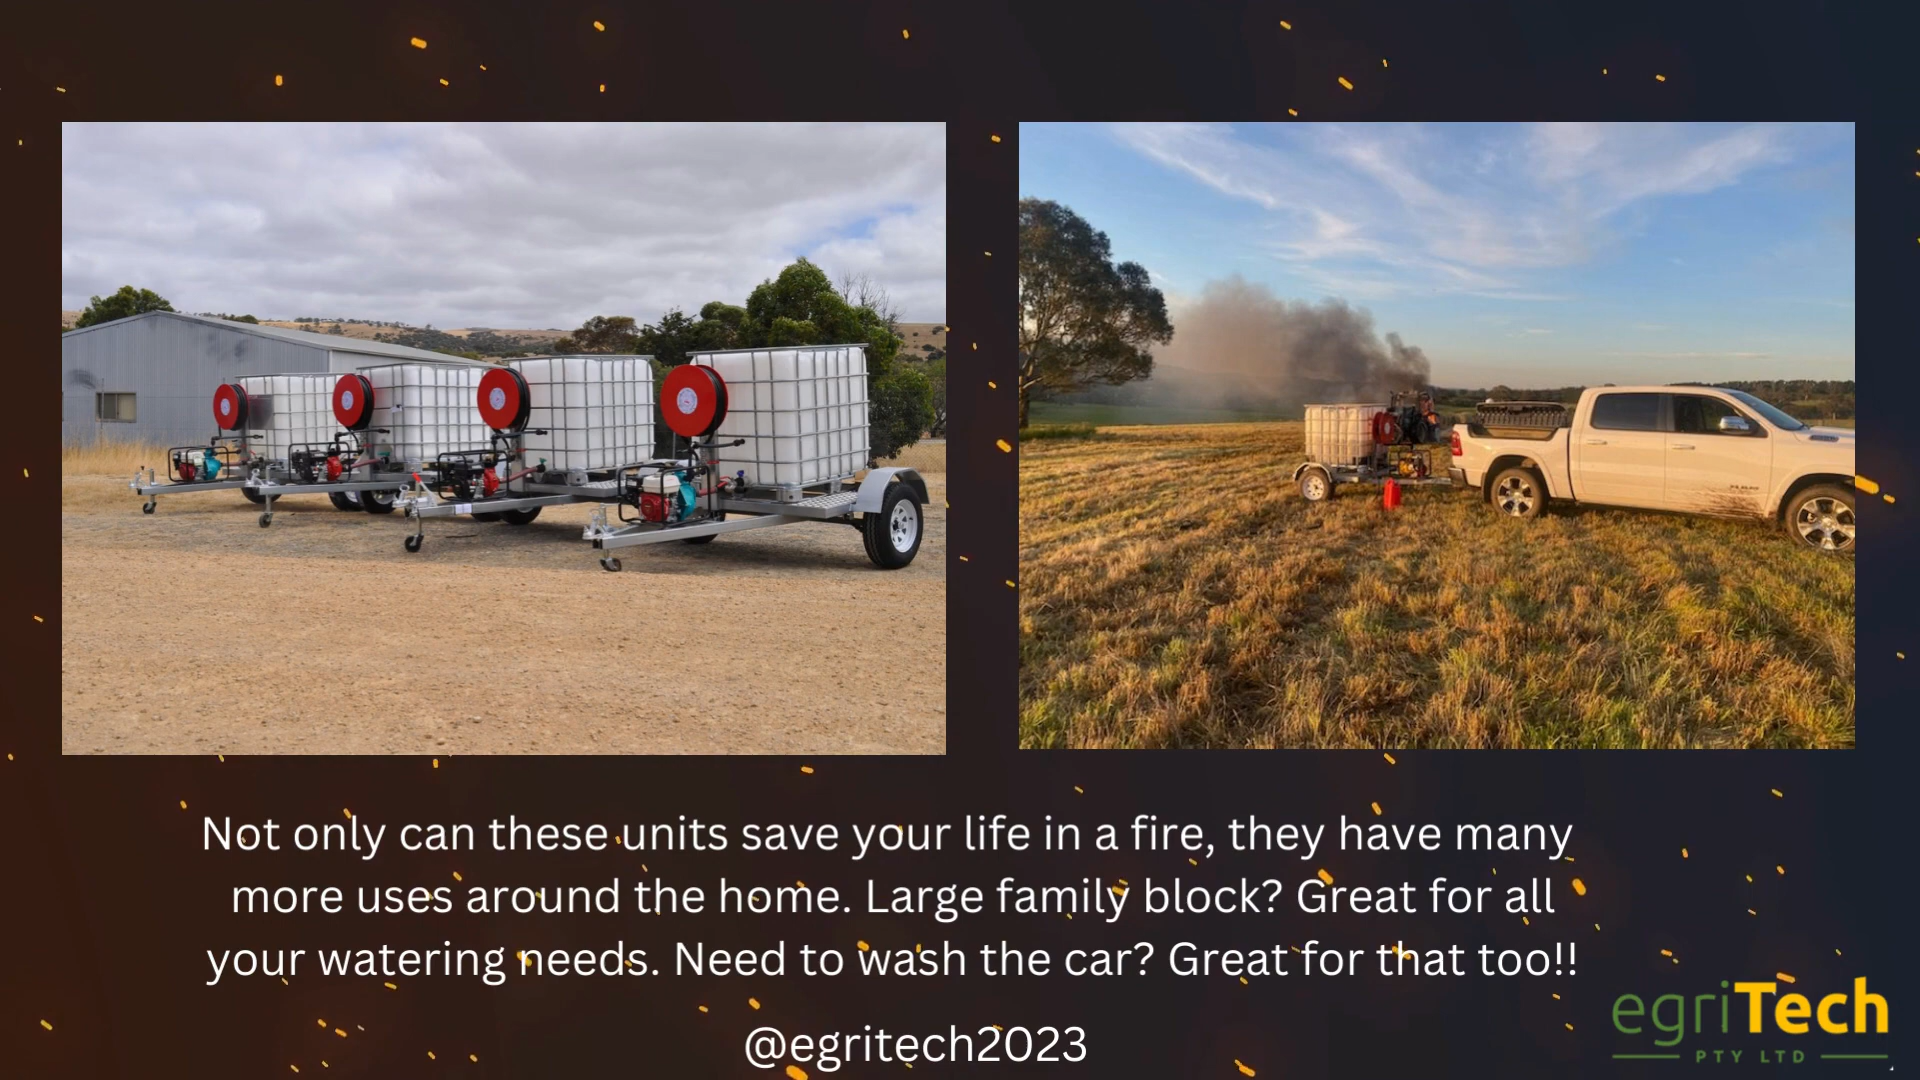 Not only can these units save your life in a fire, they have many
more uses around the home. Large family block? Great for all
your watering needs. Need to wash the car? Great for that too!!
@egritech2023
egriTech
PTY LTD